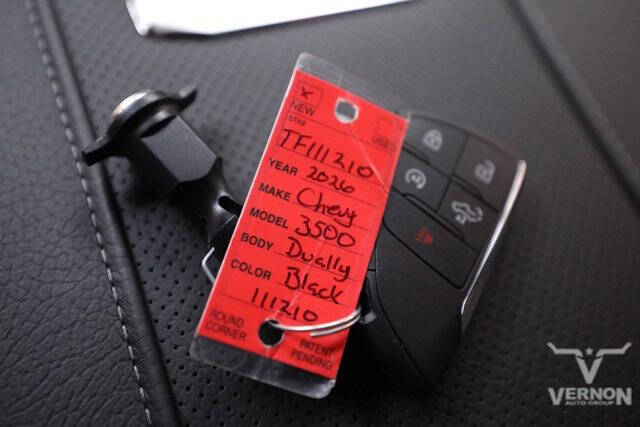 X
NEW
USED
STK# TF111210
YEAR 2026
MAKE Chevy
MODEL 3500
BODY Dually
COLOR Black
111210
ROUND CORNER
PATENT PENDING
VERNON
AUTO GROUP